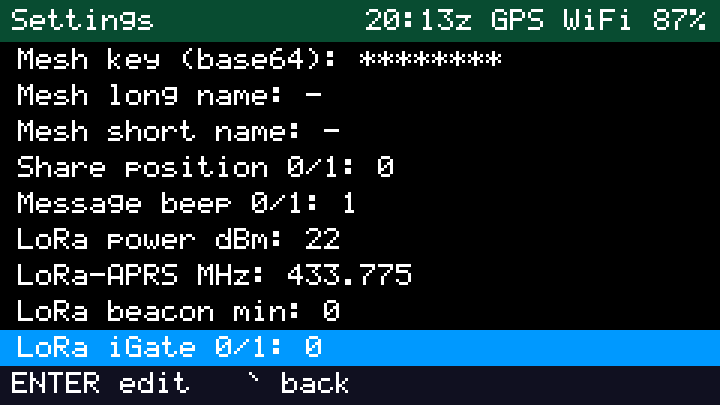 Settings 20:13z GPS WiFi 87%
Mesh key (base64): ********
Mesh long name: -
Mesh short name: -
Share position 0/1: 0
Message beep 0/1: 1
LoRa power dBm: 22
LoRa-APRS MHz: 433.775
LoRa beacon min: 0
LoRa iGate 0/1: 0
ENTER edit ` back